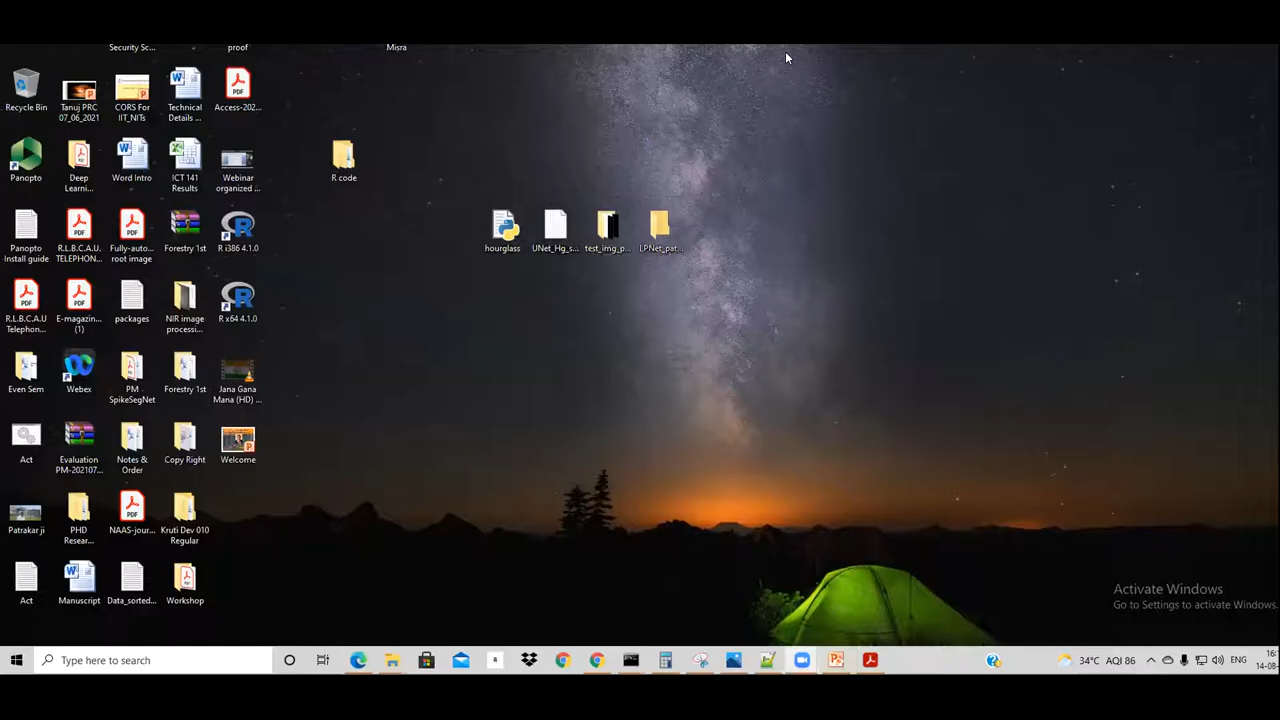 Security Sc...
proof
Misra
Recycle Bin
Tanuj PRC
07_06_2021
CORS For
IIT_NITs
Technical
Details ...
Access-202...
Panopto
Deep
Learni...
Word Intro
ICT 141
Results
Webinar
organized ...
R code
Panopto
Install guide
R.L.B.C.A.U.
TELEPHON...
Fully-auto...
root image
Forestry 1st
R i386 4.1.0
hourglass
UNet_Hg_s...
test_img_p...
LPNet_pat...
R.L.B.C.A.U
Telephon...
E-magazin...
(1)
packages
NIR image
processi...
R x64 4.1.0
Even Sem
Webex
PM
SpikeSegNet
Forestry 1st
Jana Gana
Mana (HD) ...
Act
Evaluation
PM-202107...
Notes &
Order
Copy Right
Welcome
Patrakar ji
PHD
Resear...
NAAS-jour...
Kruti Dev 010
Regular
Act
Manuscript
Data_sorted...
Workshop
Activate Windows
Go to Settings to activate Windows.
Type here to search
34°C AQI 86
ENG
16:
14-08-